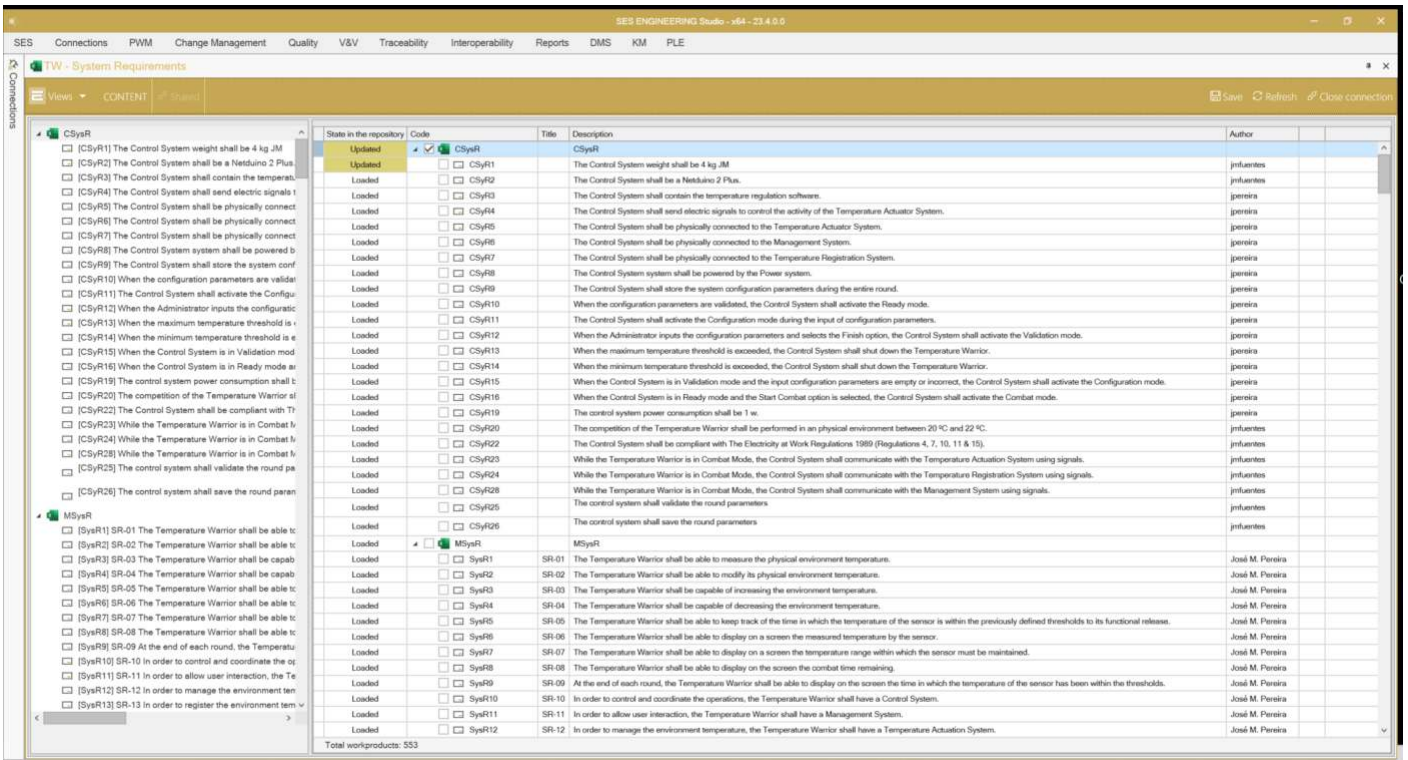 SES ENGINEERING Studio - x64 - 23.4.0.0
SES Connections PWM Change Management Quality V&V Traceability Interoperability Reports DMS KM PLE
Connections
TW - System Requirements
Views CONTENT Shared Save Refresh Close connection
CSysR
[CSyR1] The Control System weight shall be 4 kg JM
[CSyR2] The Control System shall be a Netduino 2 Plus.
[CSyR3] The Control System shall contain the temperatu
[CSyR4] The Control System shall send electric signals t
[CSyR5] The Control System shall be physically connect
[CSyR6] The Control System shall be physically connect
[CSyR7] The Control System shall be physically connect
[CSyR8] The Control System system shall be powered b
[CSyR9] The Control System shall store the system conf
[CSyR10] When the configuration parameters are validat
[CSyR11] The Control System shall activate the Configu
[CSyR12] When the Administrator inputs the configuratic
[CSyR13] When the maximum temperature threshold is
[CSyR14] When the minimum temperature threshold is e
[CSyR15] When the Control System is in Validation mod
[CSyR16] When the Control System is in Ready mode a
[CSyR19] The control system power consumption shall b
[CSyR20] The competition of the Temperature Warrior sl
[CSyR22] The Control System shall be compliant with Th
[CSyR23] While the Temperature Warrior is in Combat M
[CSyR24] While the Temperature Warrior is in Combat M
[CSyR28] While the Temperature Warrior is in Combat M
[CSyR25] The control system shall validate the round pa
[CSyR26] The control system shall save the round param
MSysR
[SysR1] SR-01 The Temperature Warrior shall be able to
[SysR2] SR-02 The Temperature Warrior shall be able to
[SysR3] SR-03 The Temperature Warrior shall be capab
[SysR4] SR-04 The Temperature Warrior shall be capab
[SysR5] SR-05 The Temperature Warrior shall be able to
[SysR6] SR-06 The Temperature Warrior shall be able to
[SysR7] SR-07 The Temperature Warrior shall be able to
[SysR8] SR-08 The Temperature Warrior shall be able to
[SysR9] SR-09 At the end of each round, the Temperatu
[SysR10] SR-10 In order to control and coordinate the op
[SysR11] SR-11 In order to allow user interaction, the Te
[SysR12] SR-12 In order to manage the environment tem
[SysR13] SR-13 In order to register the environment tem
State in the repository Code Title Description Author
Updated CSysR CSysR
Updated CSyR1 The Control System weight shall be 4 kg JM jmfuentes
Loaded CSyR2 The Control System shall be a Netduino 2 Plus. jmfuentes
Loaded CSyR3 The Control System shall contain the temperature regulation software. jpereira
Loaded CSyR4 The Control System shall send electric signals to control the activity of the Temperature Actuator System. jpereira
Loaded CSyR5 The Control System shall be physically connected to the Temperature Actuator System. jpereira
Loaded CSyR6 The Control System shall be physically connected to the Management System. jpereira
Loaded CSyR7 The Control System shall be physically connected to the Temperature Registration System. jpereira
Loaded CSyR8 The Control System system shall be powered by the Power system. jpereira
Loaded CSyR9 The Control System shall store the system configuration parameters during the entire round. jpereira
Loaded CSyR10 When the configuration parameters are validated, the Control System shall activate the Ready mode. jpereira
Loaded CSyR11 The Control System shall activate the Configuration mode during the input of configuration parameters. jpereira
Loaded CSyR12 When the Administrator inputs the configuration parameters and selects the Finish option, the Control System shall activate the Validation mode. jpereira
Loaded CSyR13 When the maximum temperature threshold is exceeded, the Control System shall shut down the Temperature Warrior. jpereira
Loaded CSyR14 When the minimum temperature threshold is exceeded, the Control System shall shut down the Temperature Warrior. jpereira
Loaded CSyR15 When the Control System is in Validation mode and the input configuration parameters are empty or incorrect, the Control System shall activate the Configuration mode. jpereira
Loaded CSyR16 When the Control System is in Ready mode and the Start Combat option is selected, the Control System shall activate the Combat mode. jpereira
Loaded CSyR19 The control system power consumption shall be 1 w. jpereira
Loaded CSyR20 The competition of the Temperature Warrior shall be performed in an physical environment between 20 ºC and 22 ºC. jmfuentes
Loaded CSyR22 The Control System shall be compliant with The Electricity at Work Regulations 1989 (Regulations 4, 7, 10, 11 & 15). jmfuentes
Loaded CSyR23 While the Temperature Warrior is in Combat Mode, the Control System shall communicate with the Temperature Actuation System using signals. jmfuentes
Loaded CSyR24 While the Temperature Warrior is in Combat Mode, the Control System shall communicate with the Temperature Registration System using signals. jmfuentes
Loaded CSyR28 While the Temperature Warrior is in Combat Mode, the Control System shall communicate with the Management System using signals. jmfuentes
Loaded CSyR25 The control system shall validate the round parameters jmfuentes
Loaded CSyR26 The control system shall save the round parameters jmfuentes
Loaded MSysR MSysR
Loaded SysR1 SR-01 The Temperature Warrior shall be able to measure the physical environment temperature. José M. Pereira
Loaded SysR2 SR-02 The Temperature Warrior shall be able to modify its physical environment temperature. José M. Pereira
Loaded SysR3 SR-03 The Temperature Warrior shall be capable of increasing the environment temperature. José M. Pereira
Loaded SysR4 SR-04 The Temperature Warrior shall be capable of decreasing the environment temperature. José M. Pereira
Loaded SysR5 SR-05 The Temperature Warrior shall be able to keep track of the time in which the temperature of the sensor is within the previously defined thresholds to its functional release. José M. Pereira
Loaded SysR6 SR-06 The Temperature Warrior shall be able to display on a screen the measured temperature by the sensor. José M. Pereira
Loaded SysR7 SR-07 The Temperature Warrior shall be able to display on a screen the temperature range within which the sensor must be maintained. José M. Pereira
Loaded SysR8 SR-08 The Temperature Warrior shall be able to display on the screen the combat time remaining. José M. Pereira
Loaded SysR9 SR-09 At the end of each round, the Temperature Warrior shall be able to display on the screen the time in which the temperature of the sensor has been within the thresholds. José M. Pereira
Loaded SysR10 SR-10 In order to control and coordinate the operations, the Temperature Warrior shall have a Control System. José M. Pereira
Loaded SysR11 SR-11 In order to allow user interaction, the Temperature Warrior shall have a Management System. José M. Pereira
Loaded SysR12 SR-12 In order to manage the environment temperature, the Temperature Warrior shall have a Temperature Actuation System. José M. Pereira
Total workproducts: 553